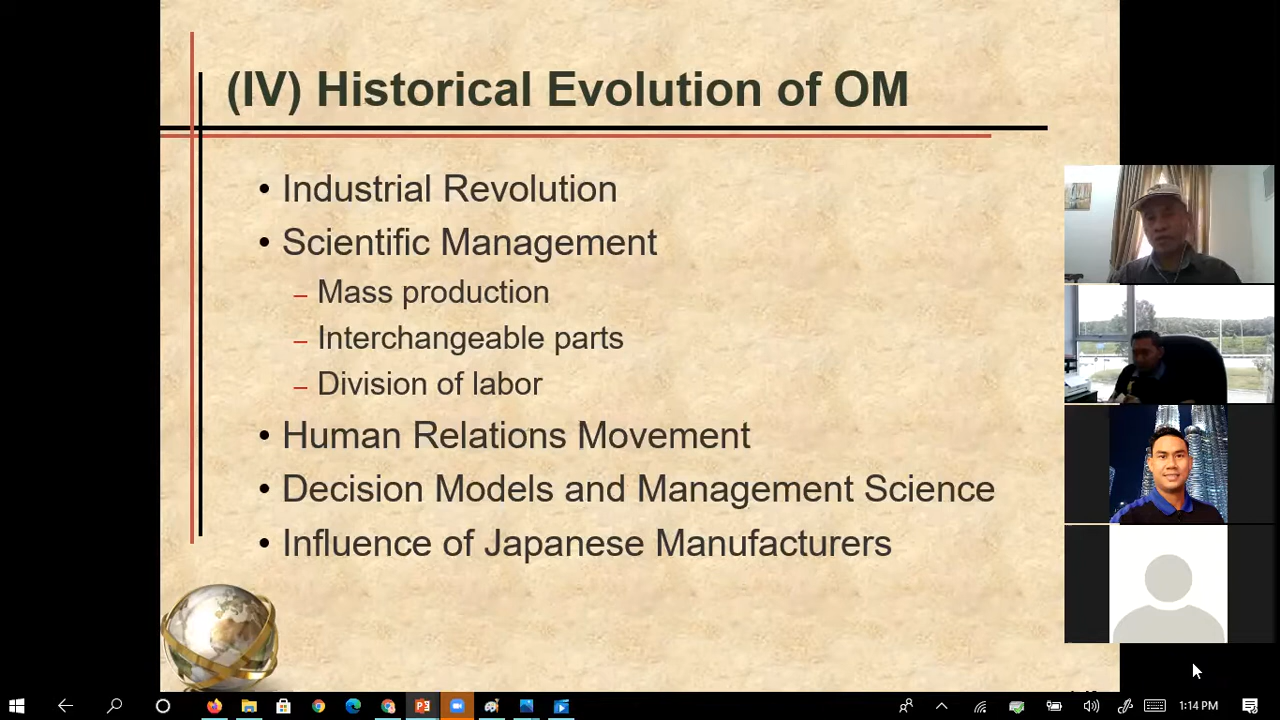 (IV) Historical Evolution of OM
• Industrial Revolution
• Scientific Management
– Mass production
– Interchangeable parts
– Division of labor
• Human Relations Movement
• Decision Models and Management Science
• Influence of Japanese Manufacturers
1:14 PM